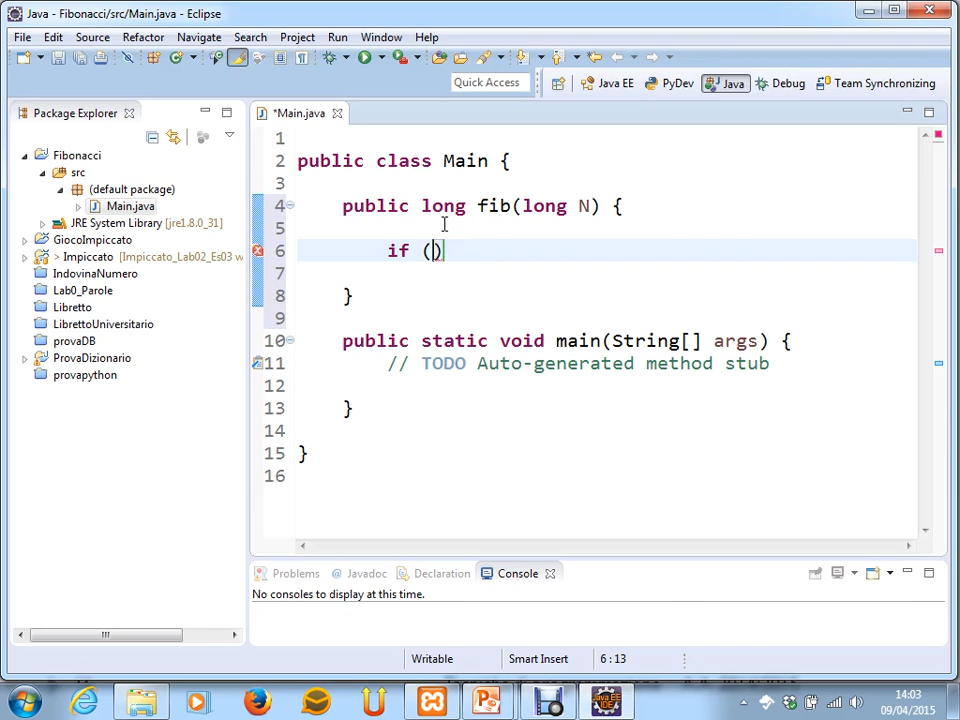 Java - Fibonacci/src/Main.java - Eclipse
File Edit Source Refactor Navigate Search Project Run Window Help
Quick Access
Java EE PyDev Java Debug Team Synchronizing
Package Explorer
*Main.java
Fibonacci
src
(default package)
Main.java
JRE System Library [jre1.8.0_31]
GiocoImpiccato
> Impiccato [Impiccato_Lab02_Es03 w
IndovinaNumero
Lab0_Parole
Libretto
LibrettoUniversitario
provaDB
ProvaDizionario
provapython
1
2 public class Main {
3
4 public long fib(long N) {
5
6 if ()
7
8 }
9
10 public static void main(String[] args) {
11 // TODO Auto-generated method stub
12
13 }
14
15 }
16
Problems @ Javadoc Declaration Console
No consoles to display at this time.
Writable Smart Insert 6 : 13
14:03
09/04/2015